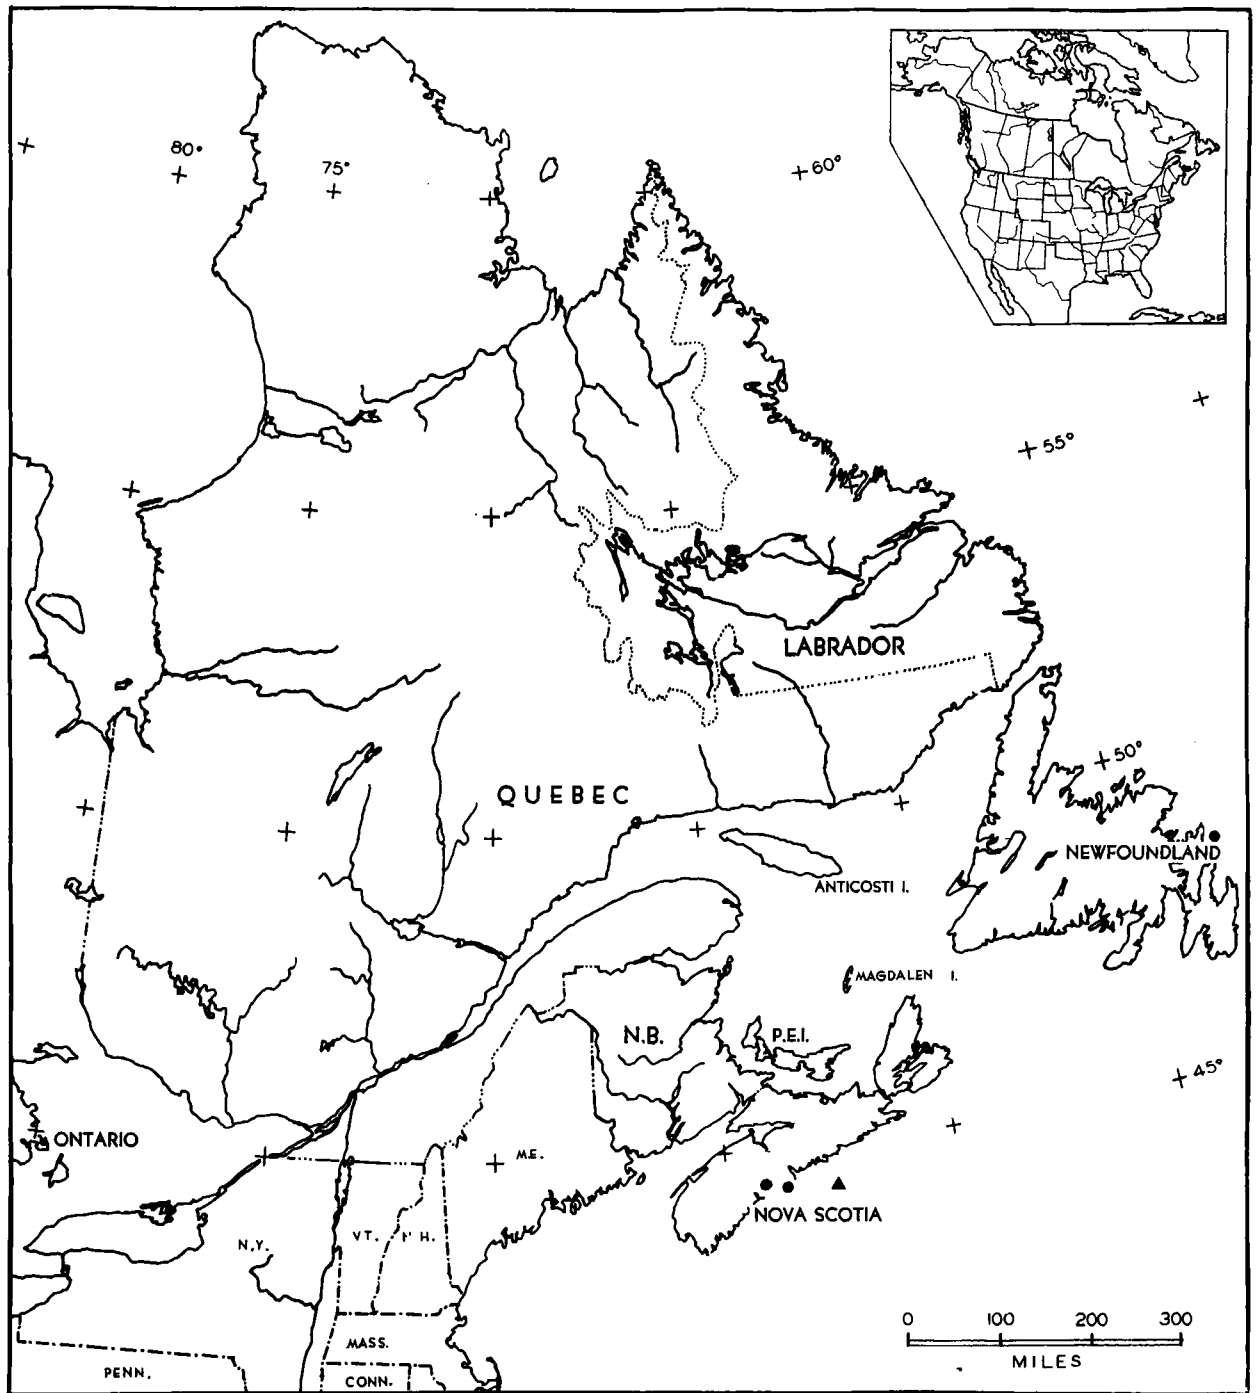 80°
75°
60°
55°
LABRADOR
50°
QUEBEC
NEWFOUNDLAND
ANTICOSTI I.
MAGDALEN I.
N.B.
P.E.I.
45°
ONTARIO
M.E.
NOVA SCOTIA
N.Y.
VT.
H.
0 100 200 300
MILES
MASS.
PENN.
CONN.